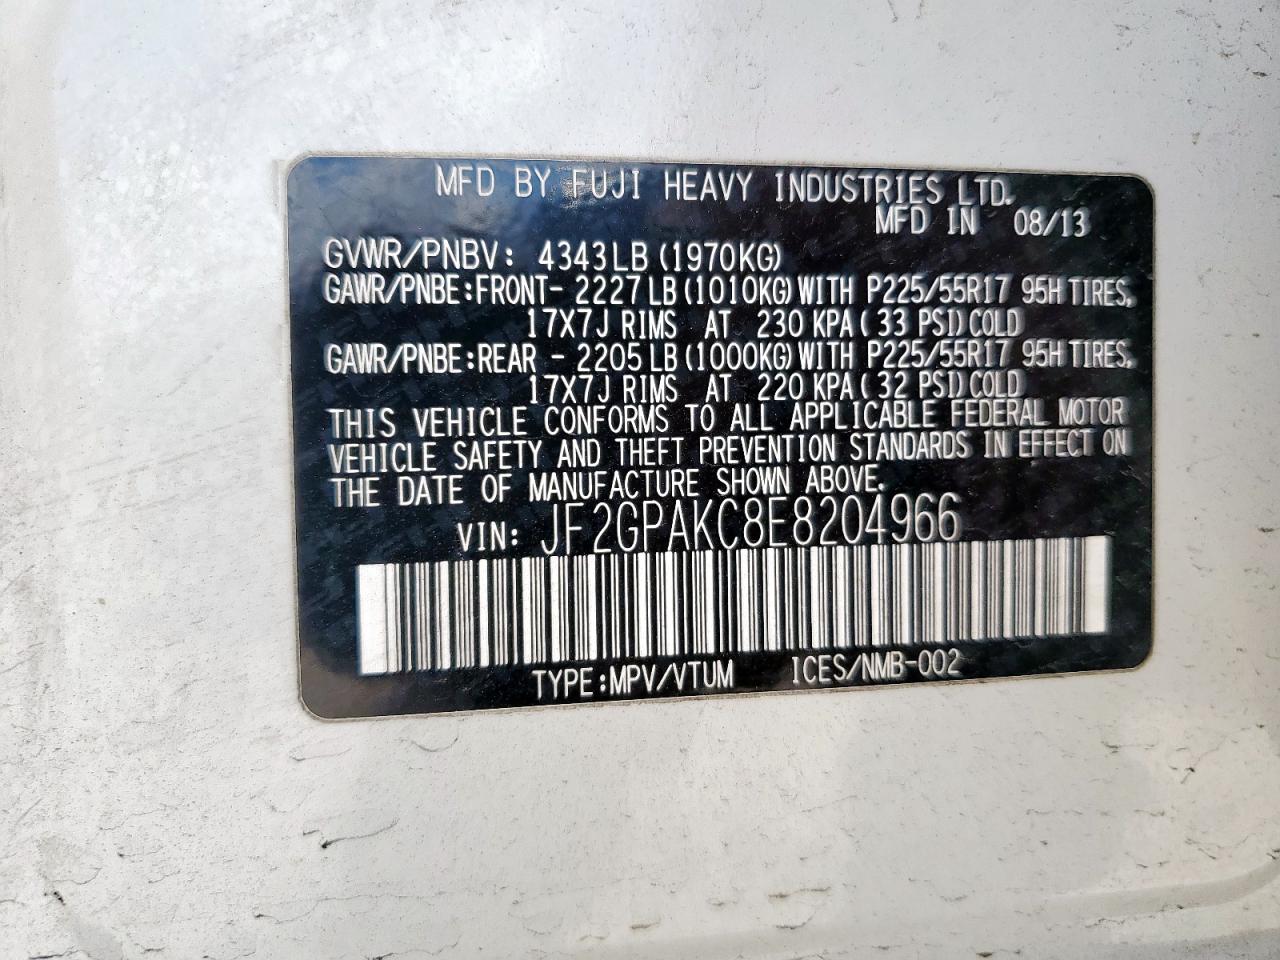 MFD BY FUJI HEAVY INDUSTRIES LTD.
MFD IN 08/13
GVWR/PNBV: 4343LB (1970KG)
GAWR/PNBE:FRONT- 2227LB(1010KG)WITH P225/55R17 95H TIRES,
17X7J RIMS AT 230 KPA(33 PSI)COLD
GAWR/PNBE:REAR - 2205LB(1000KG)WITH P225/55R17 95H TIRES,
17X7J RIMS AT 220 KPA(32 PSI)COLD
THIS VEHICLE CONFORMS TO ALL APPLICABLE FEDERAL MOTOR
VEHICLE SAFETY AND THEFT PREVENTION STANDARDS IN EFFECT ON
THE DATE OF MANUFACTURE SHOWN ABOVE.
VIN: JF2GPAKC8E8204966
TYPE:MPV/VTUM ICES/NMB-002